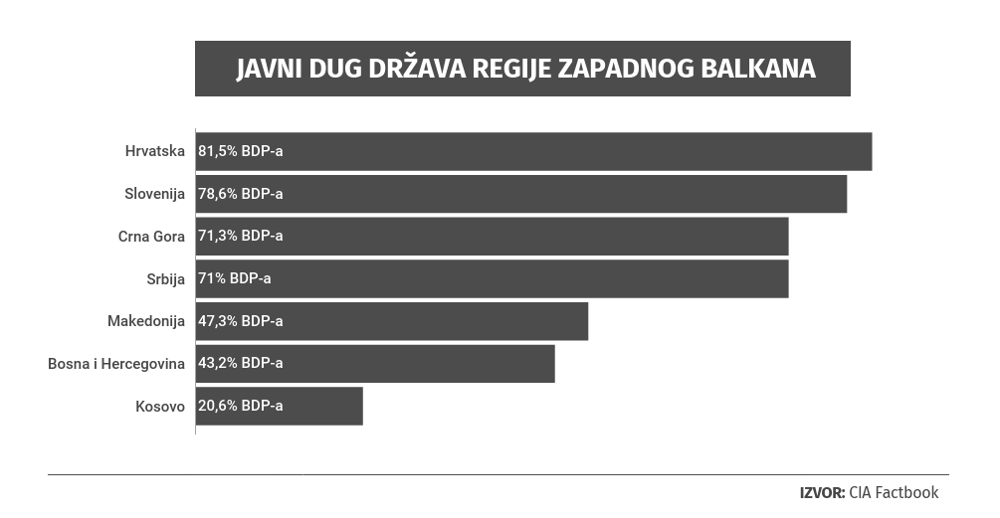 JAVNI DUG DRŽAVA REGIJE ZAPADNOG BALKANA
Hrvatska 81,5% BDP-a
Slovenija 78,6% BDP-a
Crna Gora 71,3% BDP-a
Srbija 71% BDP-a
Makedonija 47,3% BDP-a
Bosna i Hercegovina 43,2% BDP-a
Kosovo 20,6% BDP-a
IZVOR: CIA Factbook